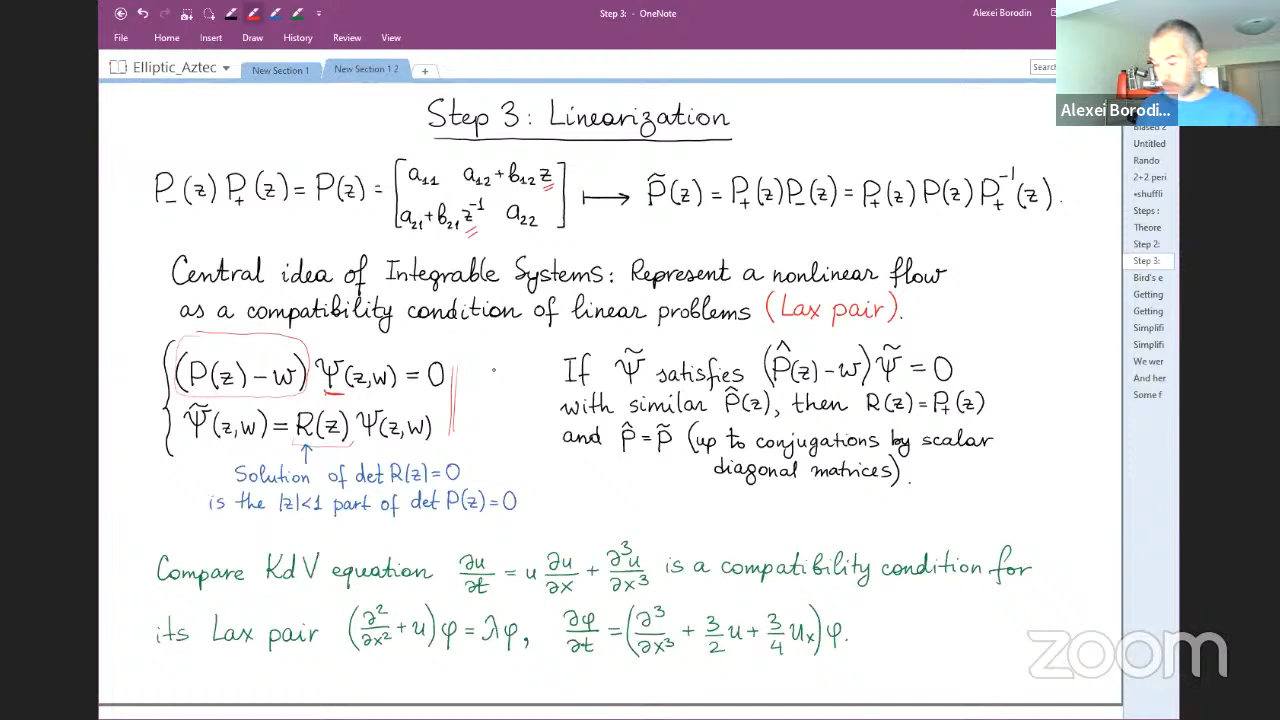 Step 3: - OneNote
Alexei Borodin
File Home Insert Draw History Review View
Elliptic_Aztec New Section 1 New Section 1 2 +
Alexei Borodi...
Step 3: Linearization
P₋(z) P₊(z) = P(z) = [ a₁₁ a₁₂+b₁₂z ⟼ P̃(z) = P₊(z)P₋(z) = P₊(z) P(z) P₊⁻¹(z).
a₂₁+b₂₁z⁻¹ a₂₂ ]
Central idea of Integrable Systems: Represent a nonlinear flow
as a compatibility condition of linear problems (Lax pair).
{ (P(z) - w) Ψ(z,w) = 0
Ψ̃(z,w) = R(z) Ψ(z,w)
Solution of det R(z) = 0
is the |z|<1 part of det P(z) = 0
If Ψ̃ satisfies (P̂(z) - w)Ψ̃ = 0
with similar P̂(z), then R(z) = P₊(z)
and P̂ = P̃ (up to conjugations by scalar
diagonal matrices).
Compare KdV equation ∂u/∂t = u ∂u/∂x + ∂³u/∂x³ is a compatibility condition for
its Lax pair (∂²/∂x² + u)φ = λφ, ∂φ/∂t = (∂³/∂x³ + 3/2 u + 3/4 uₓ)φ.
Biased 2
Untitled
Rando
2+2 peri
•shuffli
Steps :
Theore
Step 2:
Step 3:
Bird's e
Getting
Getting
Simplifi
Simplifi
We wer
And her
Some f
zoom